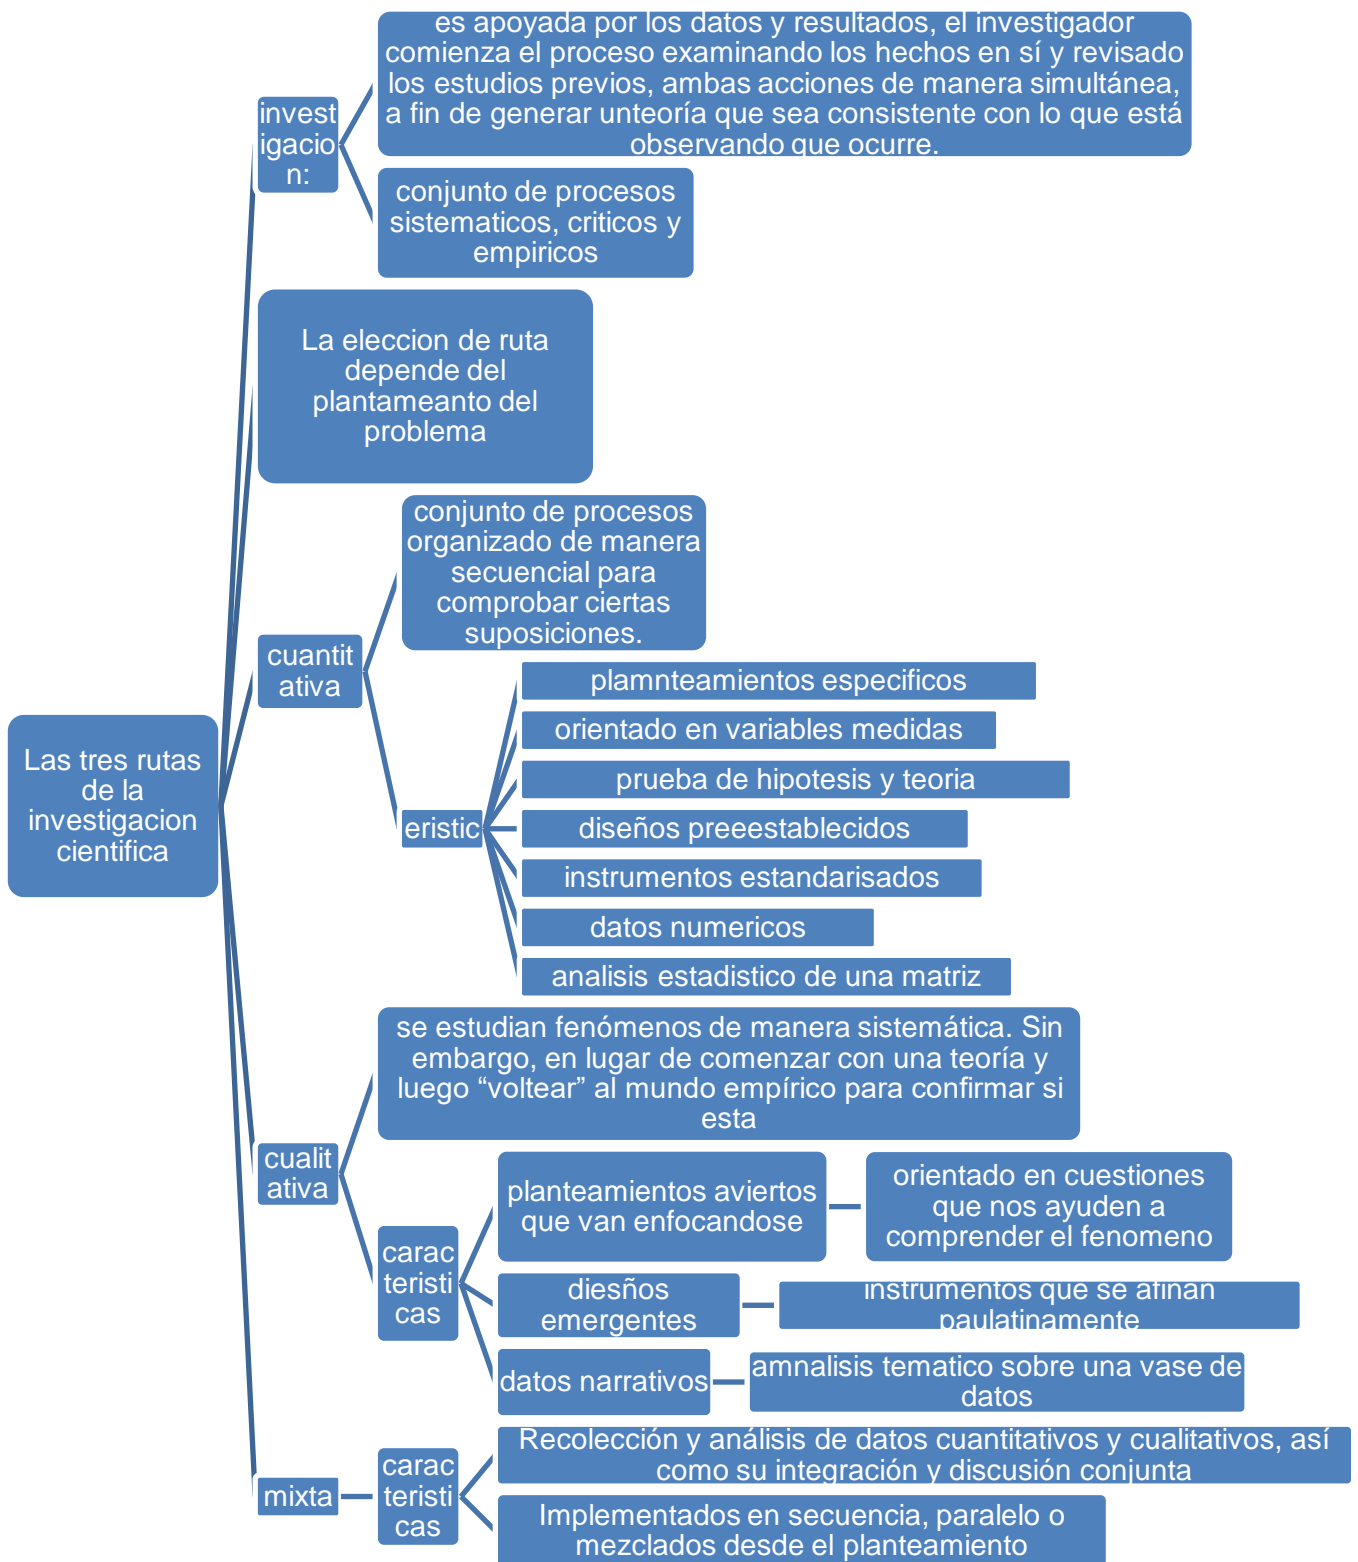 es apoyada por los datos y resultados, el investigador
comienza el proceso examinando los hechos en sí y revisado
los estudios previos, ambas acciones de manera simultánea,
a fin de generar unteoría que sea consistente con lo que está
observando que ocurre.
invest
igacio
n:
conjunto de procesos
sistematicos, criticos y
empiricos
La eleccion de ruta
depende del
plantameanto del
problema
conjunto de procesos
organizado de manera
secuencial para
comprobar ciertas
suposiciones.
cuantit
ativa
plamnteamientos especificos
orientado en variables medidas
prueba de hipotesis y teoria
eristic
diseños preeestablecidos
instrumentos estandarisados
datos numericos
analisis estadistico de una matriz
Las tres rutas
de la
investigacion
cientifica
se estudian fenómenos de manera sistemática. Sin
embargo, en lugar de comenzar con una teoría y
luego “voltear” al mundo empírico para confirmar si
esta
cualit
ativa
carac
teristi
cas
planteamientos aviertos
que van enfocandose
orientado en cuestiones
que nos ayuden a
comprender el fenomeno
diesños
emergentes
instrumentos que se afinan
paulatinamente
datos narrativos
amnalisis tematico sobre una vase de
datos
mixta
carac
teristi
cas
Recolección y análisis de datos cuantitativos y cualitativos, así
como su integración y discusión conjunta
Implementados en secuencia, paralelo o
mezclados desde el planteamiento